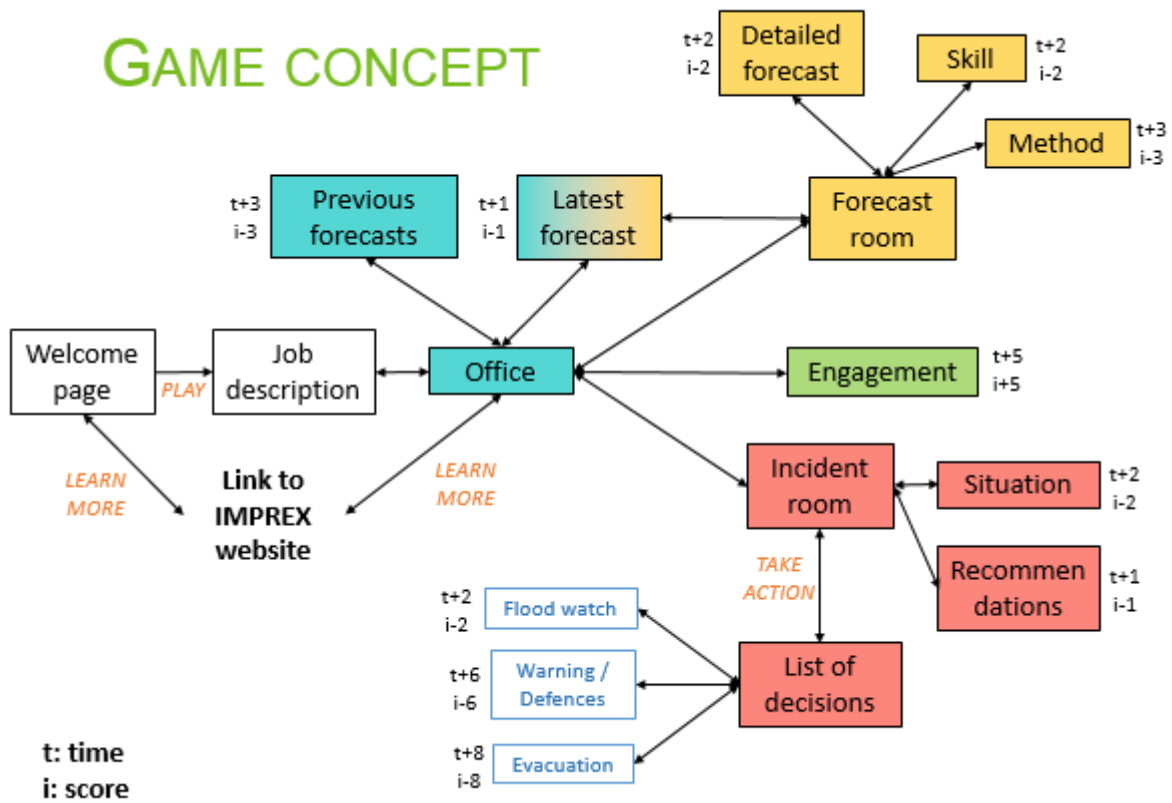 GAME CONCEPT
t+2
i-2
Detailed
forecast
Skill
t+2
i-2
Method
t+3
i-3
t+3
i-3
Previous
forecasts
t+1
i-1
Latest
forecast
Forecast
room
Welcome
page
PLAY
Job
description
Office
Engagement
t+5
i+5
LEARN
MORE
Link to
IMPREX
website
LEARN
MORE
Incident
room
Situation
t+2
i-2
TAKE
ACTION
Recommen
dations
t+1
i-1
t+2
i-2
Flood watch
t+6
i-6
Warning /
Defences
List of
decisions
t+8
i-8
Evacuation
t: time
i: score